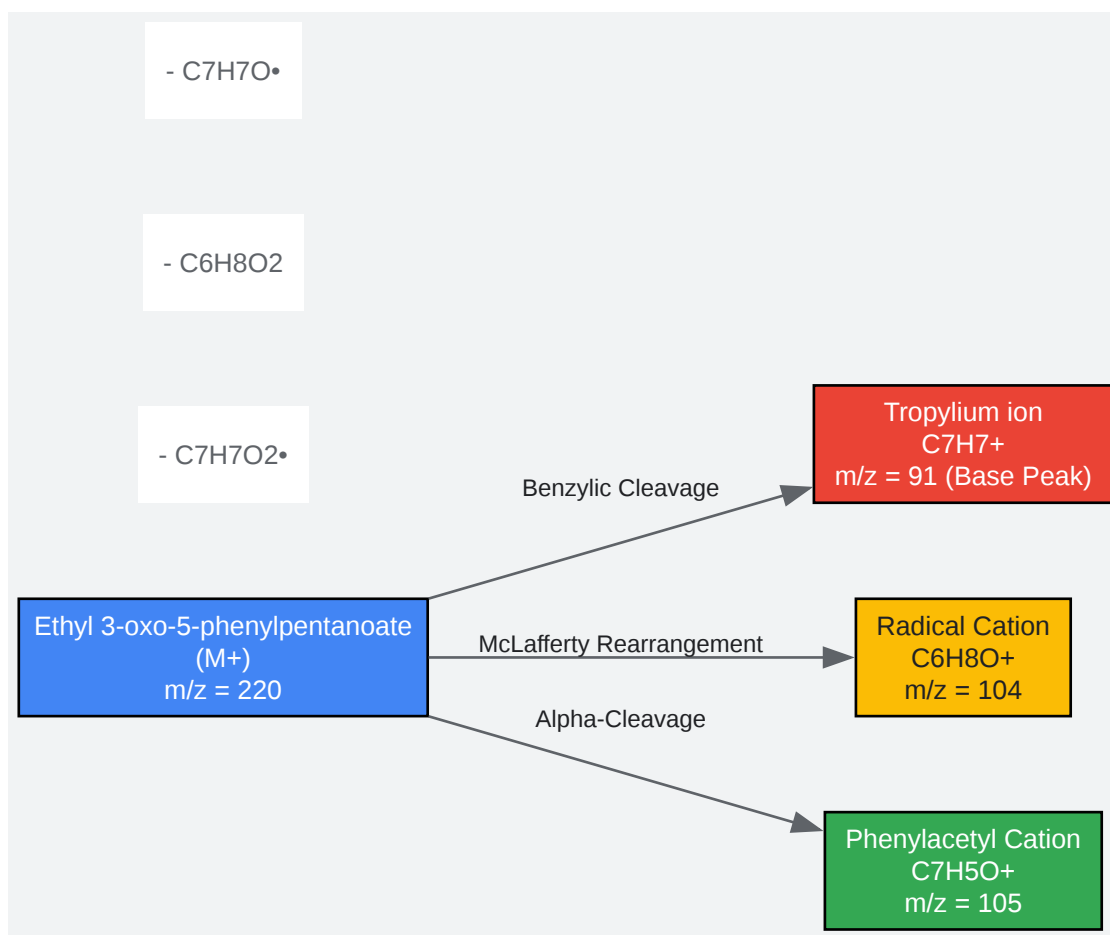 - C7H7O•
- C6H8O2
- C7H7O2•
Tropylium ion
C7H7+
m/z = 91 (Base Peak)
Benzylic Cleavage
Ethyl 3-oxo-5-phenylpentanoate
(M+)
m/z = 220
McLafferty Rearrangement
Radical Cation
C6H8O+
m/z = 104
Alpha-Cleavage
Phenylacetyl Cation
C7H5O+
m/z = 105